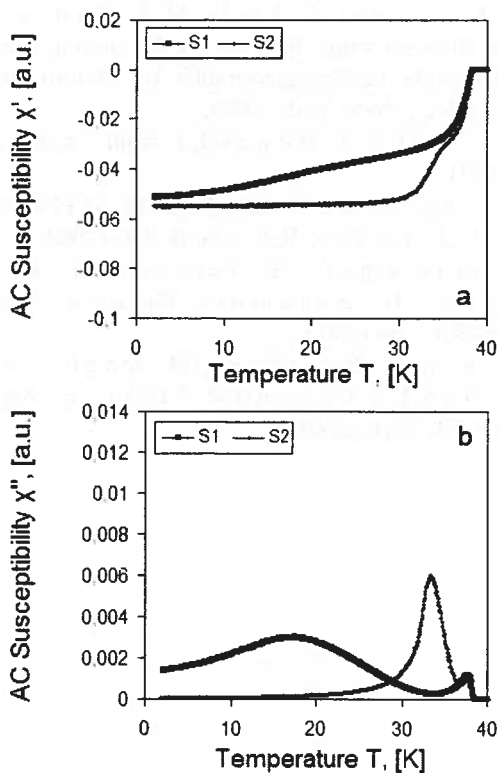 S1 S2
AC Susceptibility χ', [a.u.]
0.02
0
-0.02
-0.04
-0.06
-0.08
-0.1
a
0 10 20 30 40
Temperature T, [K]
S1 S2
b
AC Susceptibility χ", [a.u.]
0,014
0,012
0,01
0,008
0,006
0,004
0,002
0
0 10 20 30 40
Temperature T, [K]